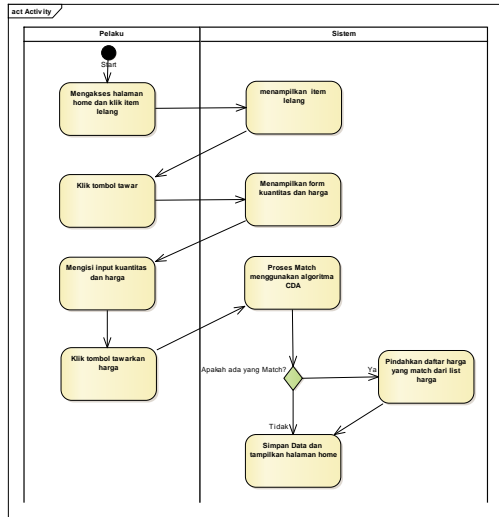 act Activity
Pelaku
Sistem
Start
Mengakses halaman
home dan klik item
lelang
menampilkan item
lelang
Klik tombol tawar
Menampilkan form
kuantitas dan harga
Mengisi input kuantitas
dan harga
Proses Match
menggunakan algoritma
CDA
Klik tombol tawarkan
harga
Apakah ada yang Match?
Ya
Pindahkan daftar harga
yang match dari list
harga
Tidak
Simpan Data dan
tampilkan halaman home